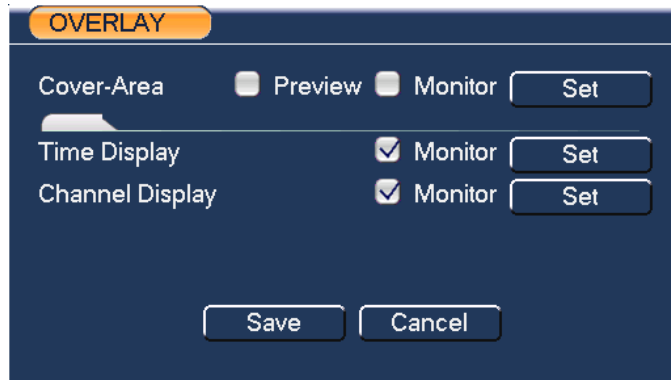 OVERLAY
Cover-Area Preview Monitor Set
Time Display Monitor Set
Channel Display Monitor Set
Save Cancel